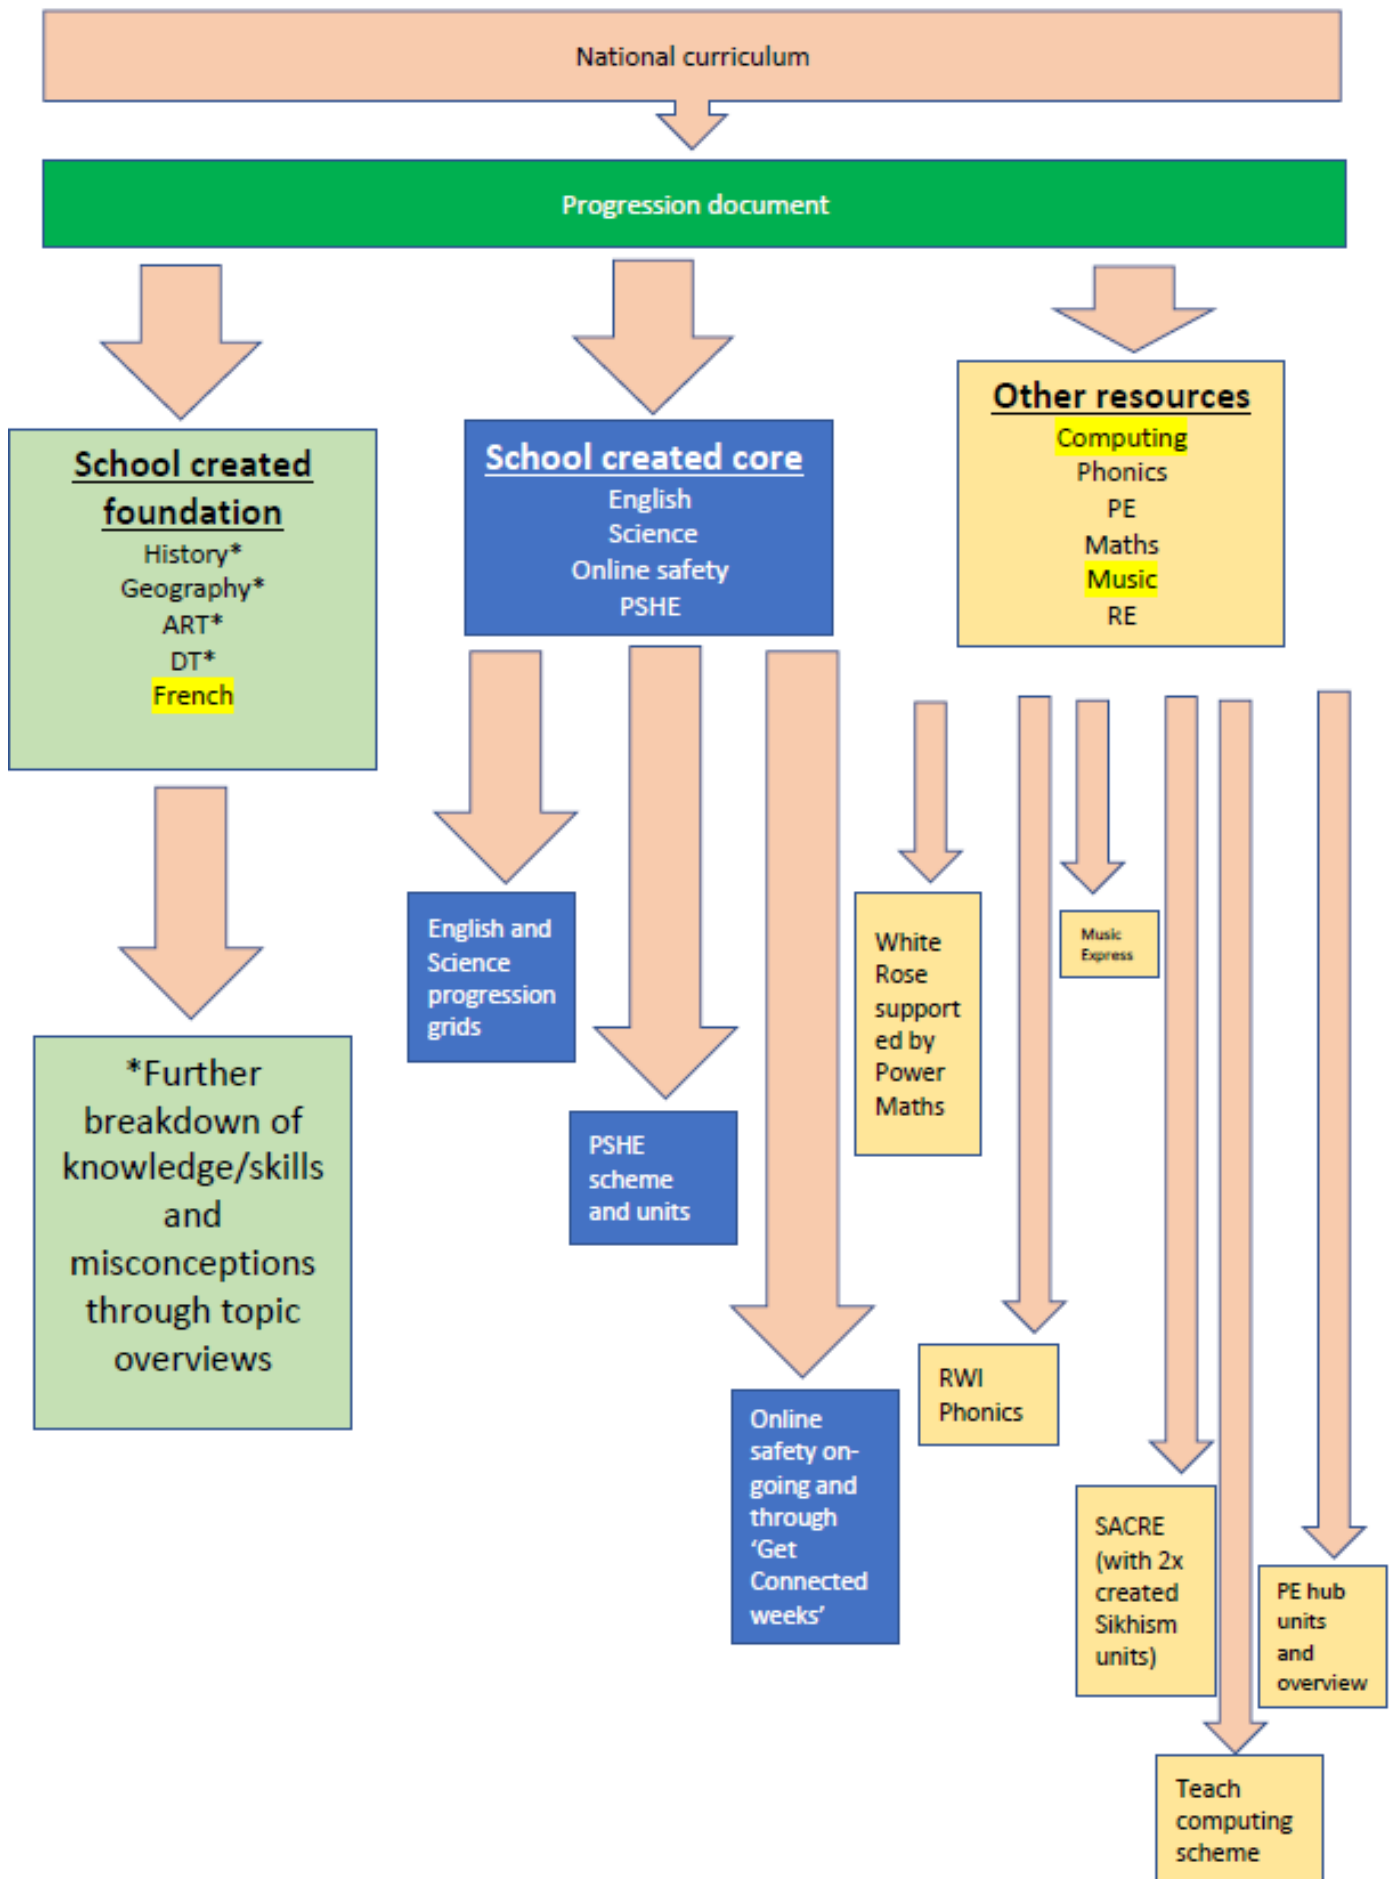 National curriculum
Progression document
School created
foundation
History*
Geography*
ART*
DT*
French
School created core
English
Science
Online safety
PSHE
Other resources
Computing
Phonics
PE
Maths
Music
RE
English and
Science
progression
grids
PSHE
scheme
and units
Online
safety on-
going and
through
‘Get
Connected
weeks’
White
Rose
support
ed by
Power
Maths
Music
Express
RWI
Phonics
SACRE
(with 2x
created
Sikhism
units)
PE hub
units
and
overview
Teach
computing
scheme
*Further
breakdown of
knowledge/skills
and
misconceptions
through topic
overviews